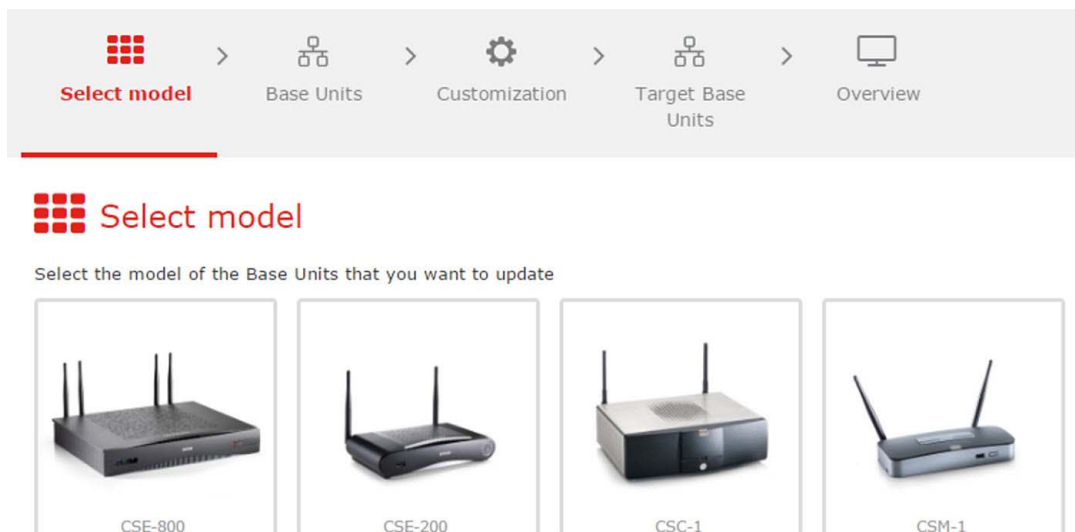 Select model
Base Units
Customization
Target Base
Units
Overview
Select model
Select the model of the Base Units that you want to update
CSE-800
CSE-200
CSC-1
CSM-1